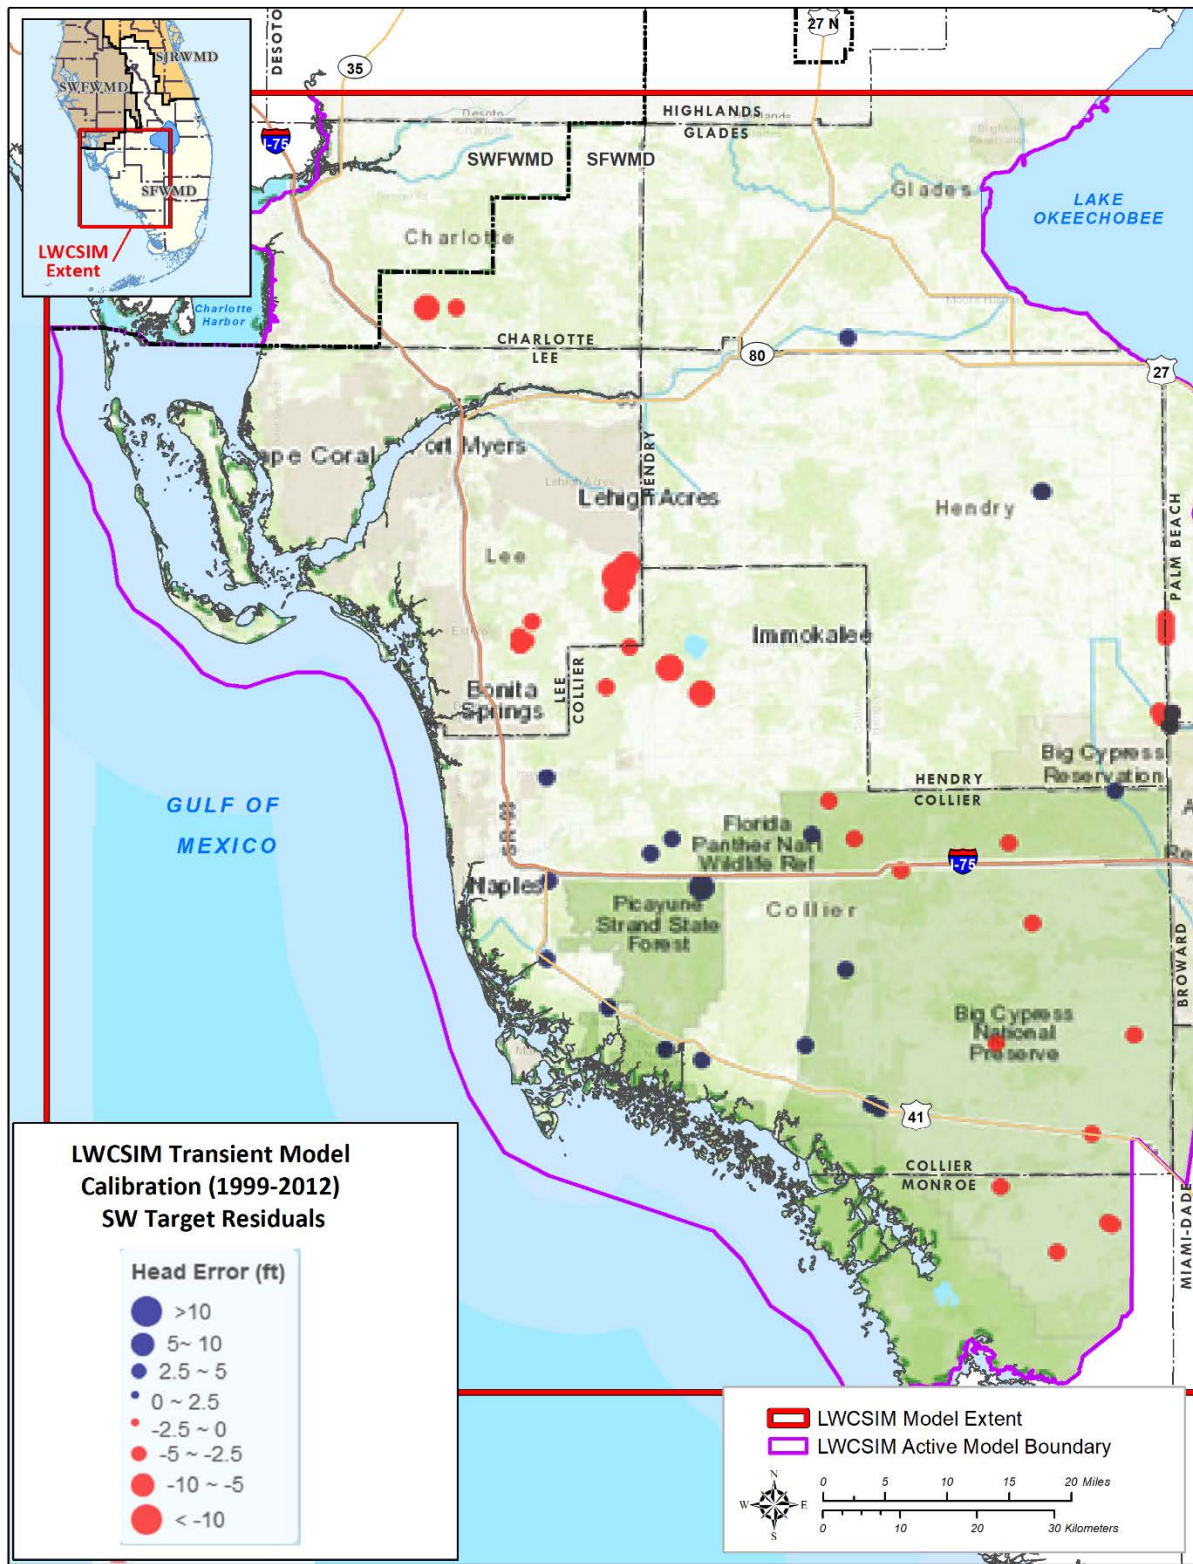 27 N
DESOTO
35
SJRWMD
SWFWMD
SFWMD
LWCSIM
Extent
I-75
HIGHLANDS
GLADES
SWFWMD
SFWMD
Glades
LAKE
OKEECHOBEE
Charlotte
Charlotte
Harbor
CHARLOTTE
LEE
80
27
ape Coral
ort Myers
Lehigh Acres
Lehigh Acres
HENDRY
Hendry
PALM BEACH
Lee
Immokalee
Estero
LEE
COLLIER
Bonita
Springs
Big Cypress
Reservation
HENDRY
COLLIER
GULF OF
MEXICO
Florida
Panther Nat'l
Wildlife Ref
I-75
Naples
Picayune
Strand State
Forest
Collier
BROWARD
Big Cypress
National
Preserve
41
COLLIER
MONROE
MIAMI-DADE
LWCSIM Transient Model
Calibration (1999-2012)
SW Target Residuals
Head Error (ft)
>10
5~ 10
2.5 ~ 5
0 ~ 2.5
-2.5 ~ 0
-5 ~ -2.5
-10 ~ -5
< -10
LWCSIM Model Extent
LWCSIM Active Model Boundary
N
W
E
S
0 5 10 15 20 Miles
0 10 20 30 Kilometers